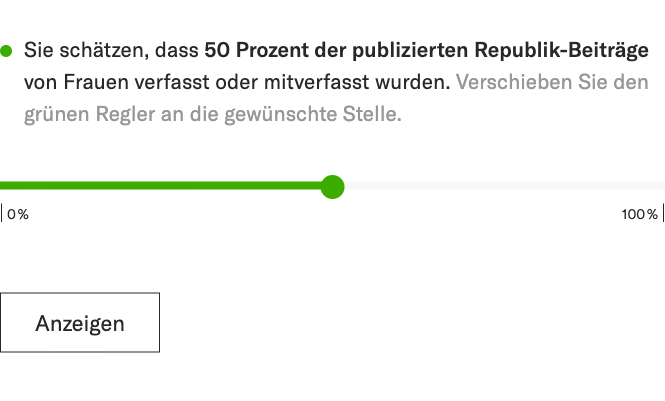 Sie schätzen, dass 50 Prozent der publizierten Republik-Beiträge
von Frauen verfasst oder mitverfasst wurden. Verschieben Sie den
grünen Regler an die gewünschte Stelle.
0 %
100 %
Anzeigen